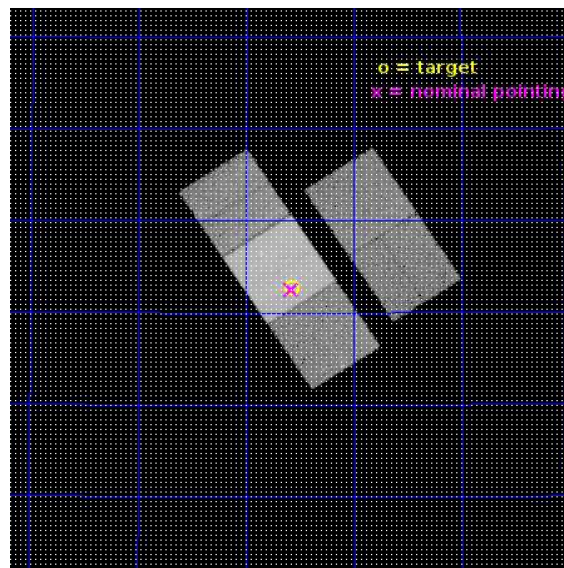 o = target
x = nominal pointing